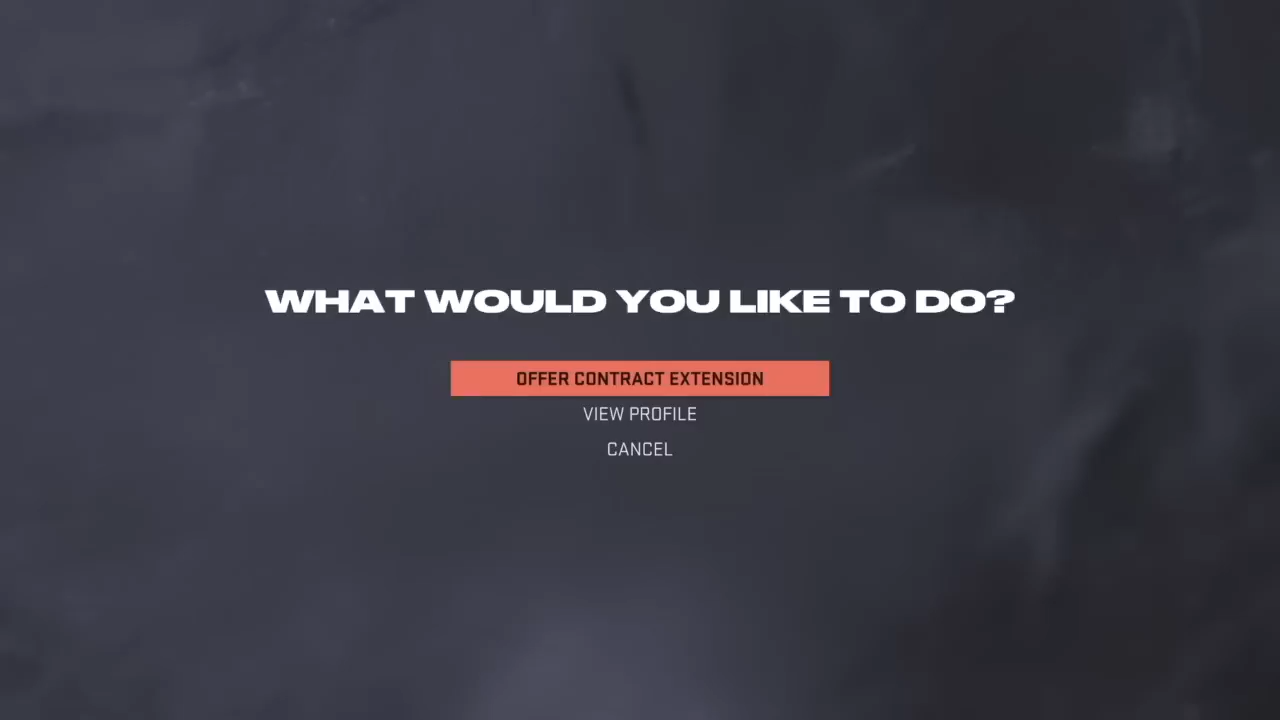 WHAT WOULD YOU LIKE TO DO?
OFFER CONTRACT EXTENSION
VIEW PROFILE
CANCEL